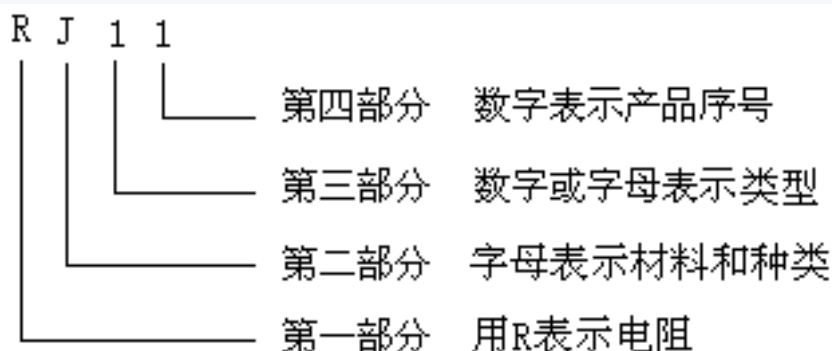 R J 1 1
第四部分 数字表示产品序号
第三部分 数字或字母表示类型
第二部分 字母表示材料和种类
第一部分 用R表示电阻